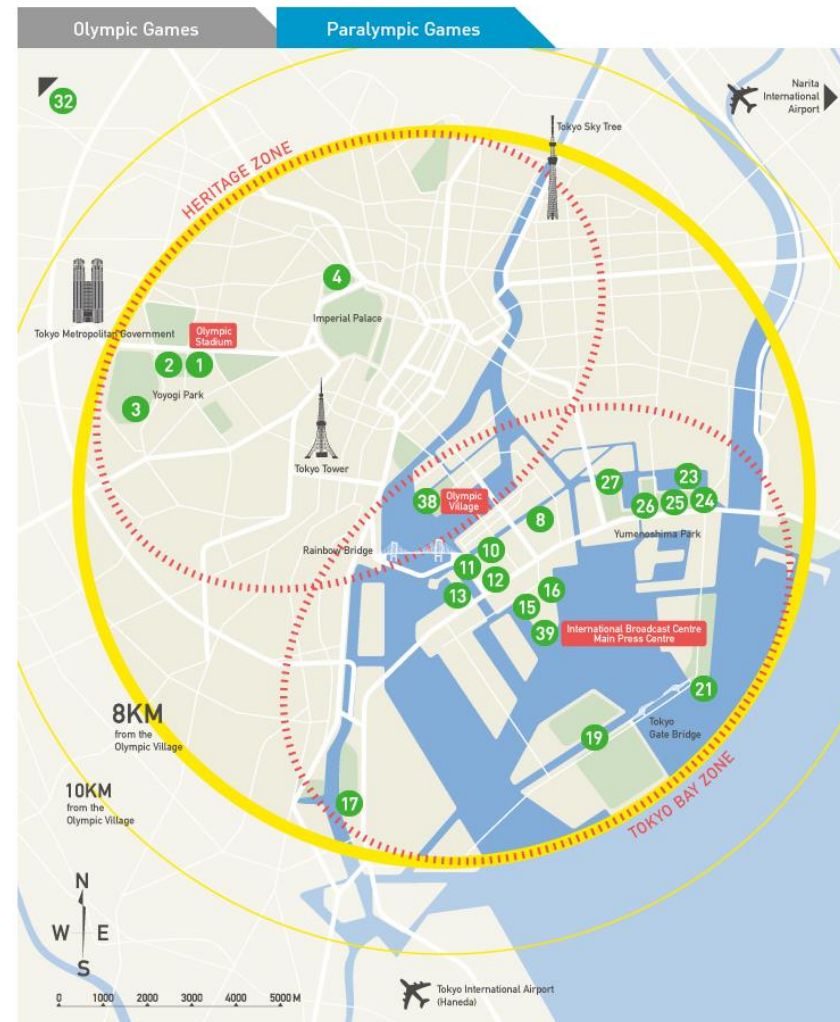 Olympic Games
Paralympic Games
32
Narita
International
Airport
Tokyo Sky Tree
HERITAGE ZONE
4
Imperial Palace
Tokyo Metropolitan Government
Olympic
Stadium
2
1
Yoyogi Park
3
Tokyo Tower
38
Olympic
Village
27
23
26
25
24
8
Yumenoshima Park
Rainbow Bridge
10
11
12
13
16
15
39
International Broadcast Centre
Main Press Centre
21
8KM
from the
Olympic Village
19
Tokyo
Gate Bridge
TOKYO BAY ZONE
10KM
from the
Olympic Village
17
N
W
E
S
0
1000
2000
3000
4000
5000 M
Tokyo International Airport
(Haneda)